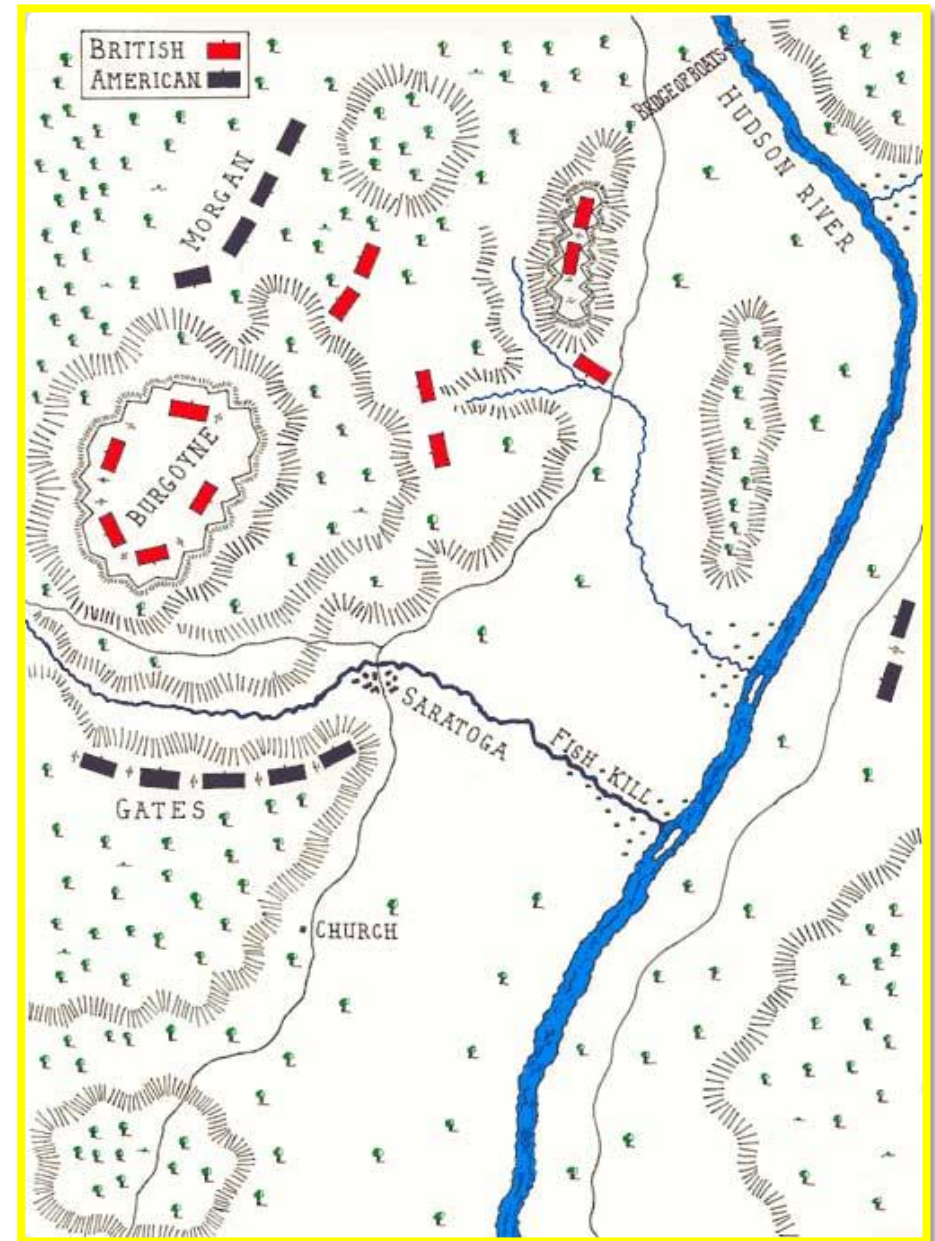 BRITISH
AMERICAN
BRIDGE OF BOATS
HUDSON RIVER
MORGAN
BURGOYNE
SARATOGA
FISH KILL
GATES
CHURCH